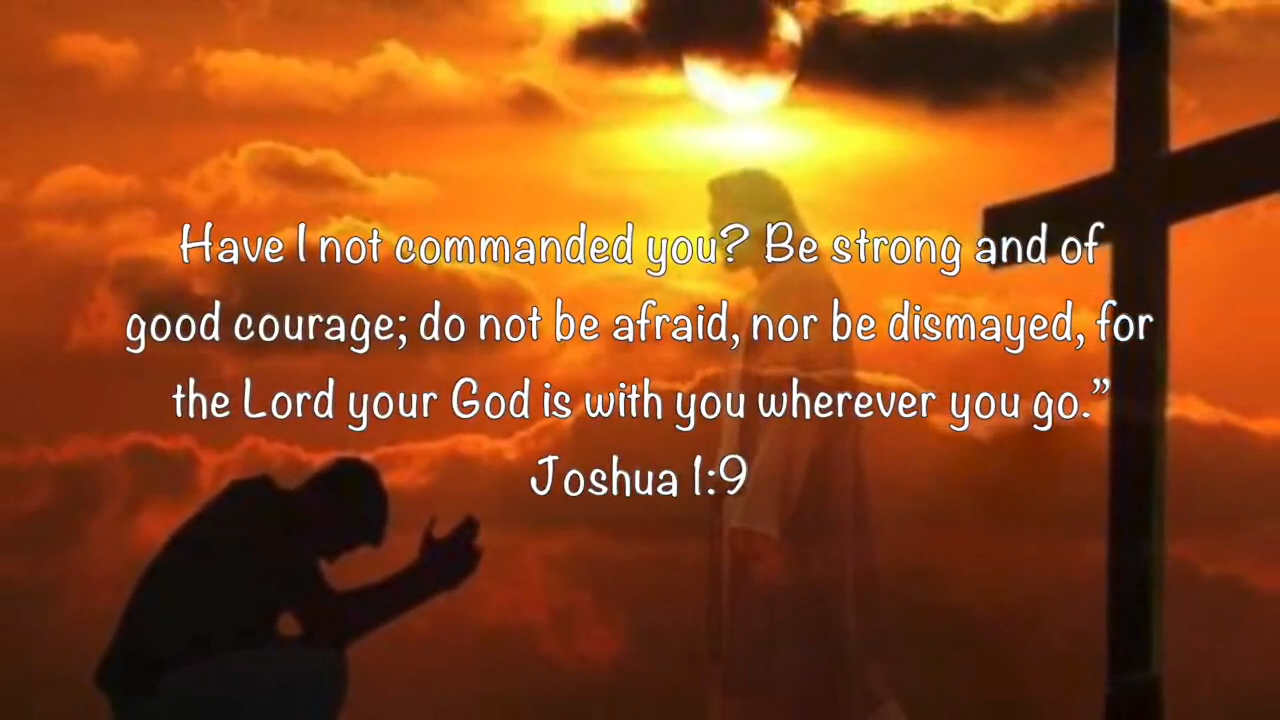 Have I not commanded you? Be strong and of
good courage; do not be afraid, nor be dismayed, for
the Lord your God is with you wherever you go.”
Joshua 1:9